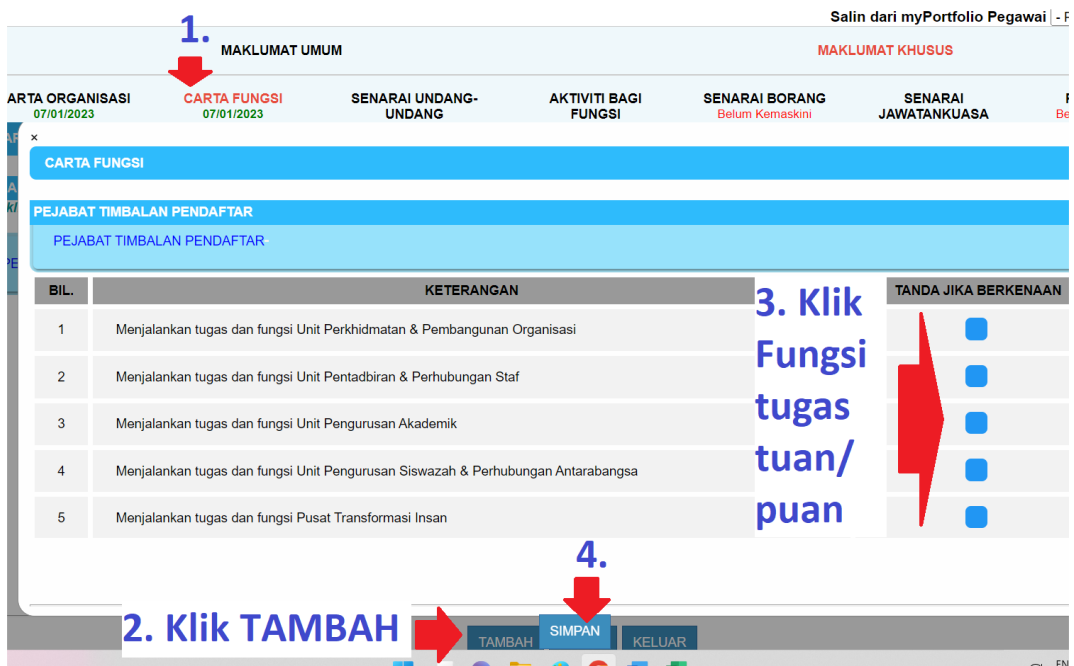 Salin dari myPortfolio Pegawai
1.
MAKLUMAT UMUM
MAKLUMAT KHUSUS
ARTA ORGANISASI
07/01/2023
CARTA FUNGSI
07/01/2023
SENARAI UNDANG-
UNDANG
AKTIVITI BAGI
FUNGSI
SENARAI BORANG
Belum Kemaskini
SENARAI
JAWATANKUASA
×
CARTA FUNGSI
PEJABAT TIMBALAN PENDAFTAR
PEJABAT TIMBALAN PENDAFTAR-
BIL. KETERANGAN TANDA JIKA BERKENAAN
1 Menjalankan tugas dan fungsi Unit Perkhidmatan & Pembangunan Organisasi
2 Menjalankan tugas dan fungsi Unit Pentadbiran & Perhubungan Staf
3 Menjalankan tugas dan fungsi Unit Pengurusan Akademik
4 Menjalankan tugas dan fungsi Unit Pengurusan Siswazah & Perhubungan Antarabangsa
5 Menjalankan tugas dan fungsi Pusat Transformasi Insan
3. Klik
Fungsi
tugas
tuan/
puan
4.
2. Klik TAMBAH
TAMBAH SIMPAN KELUAR